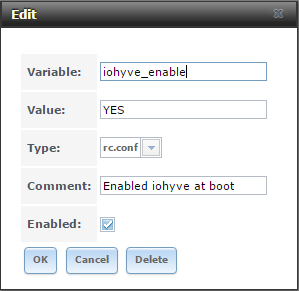 Edit
Variable: iohyve_enable
Value: YES
Type: rc.conf
Comment: Enabled iohyve at boot
Enabled:
OK Cancel Delete